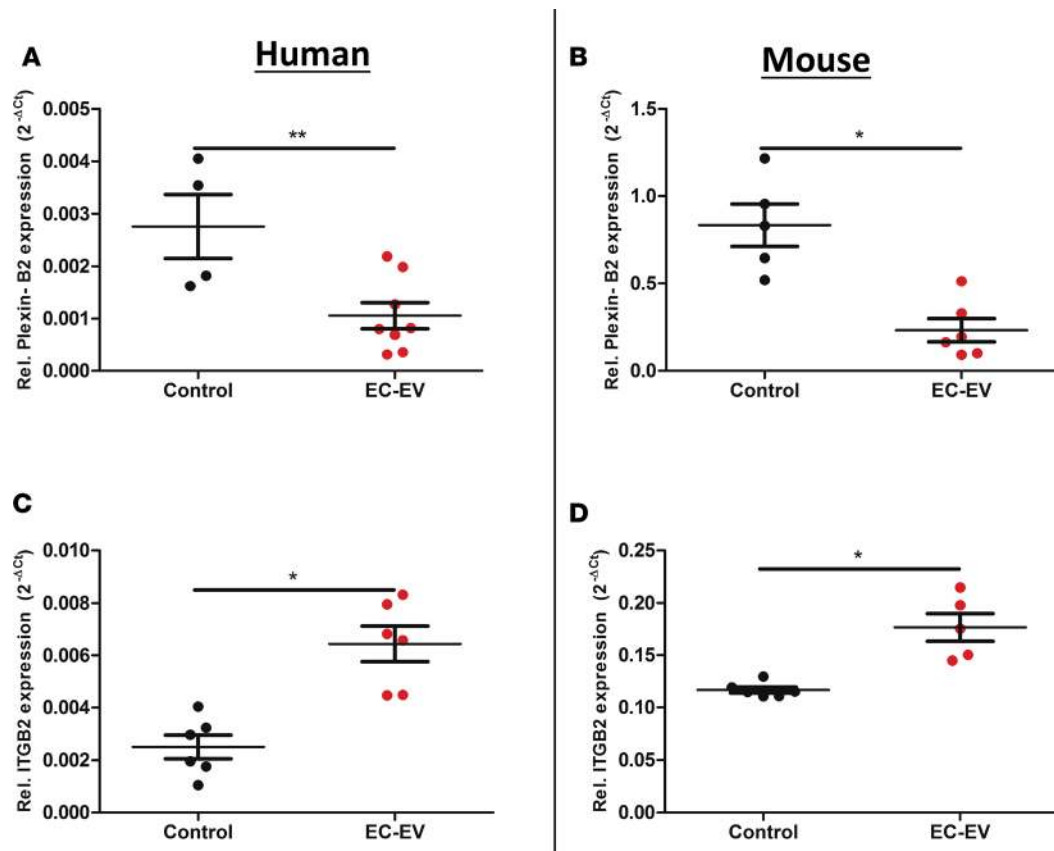 A
Human
Rel. Plexin- B2 expression (2^-ΔCt)
0.005
0.004
0.003
0.002
0.001
0.000
**
Control
EC-EV
B
Mouse
Rel. Plexin- B2 expression (2^-ΔCt)
1.5
1.0
0.5
0.0
*
Control
EC-EV
C
Rel. ITGB2 expression (2^-ΔCt)
0.010
0.008
0.006
0.004
0.002
0.000
*
Control
EC-EV
D
Rel. ITGB2 expression (2^-ΔCt)
0.25
0.20
0.15
0.10
0.05
0.00
*
Control
EC-EV